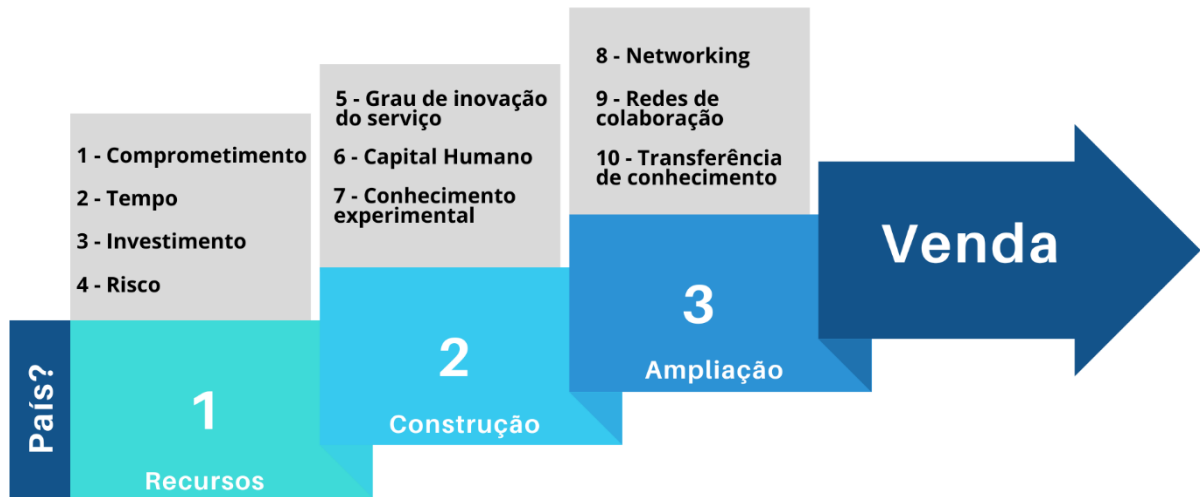 País?
1 - Comprometimento
2 - Tempo
3 - Investimento
4 - Risco
1
Recursos
5 - Grau de inovação
do serviço
6 - Capital Humano
7 - Conhecimento
experimental
2
Construção
8 - Networking
9 - Redes de
colaboração
10 - Transferência
de conhecimento
3
Ampliação
Venda